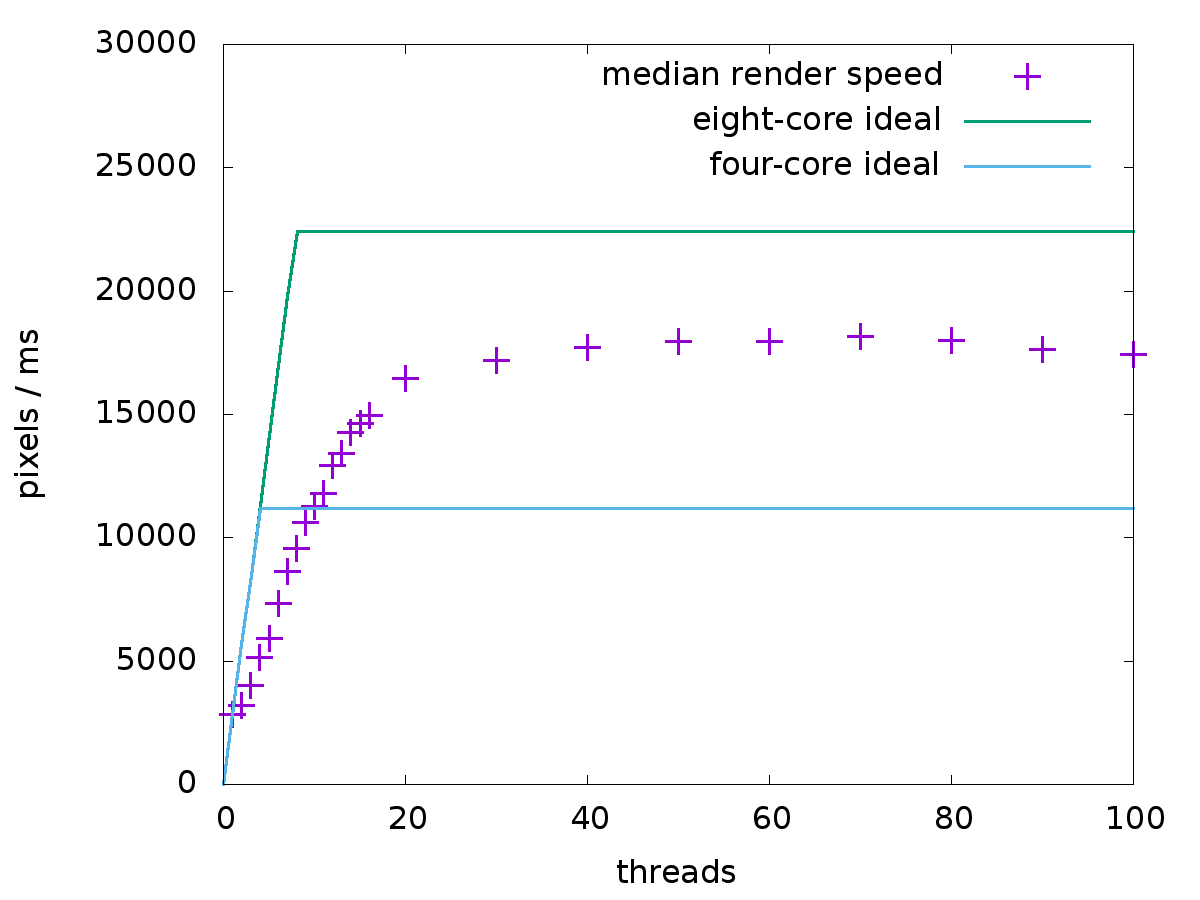 30000
25000
20000
15000
10000
5000
0
pixels / ms
median render speed
eight-core ideal
four-core ideal
0 20 40 60 80 100
threads